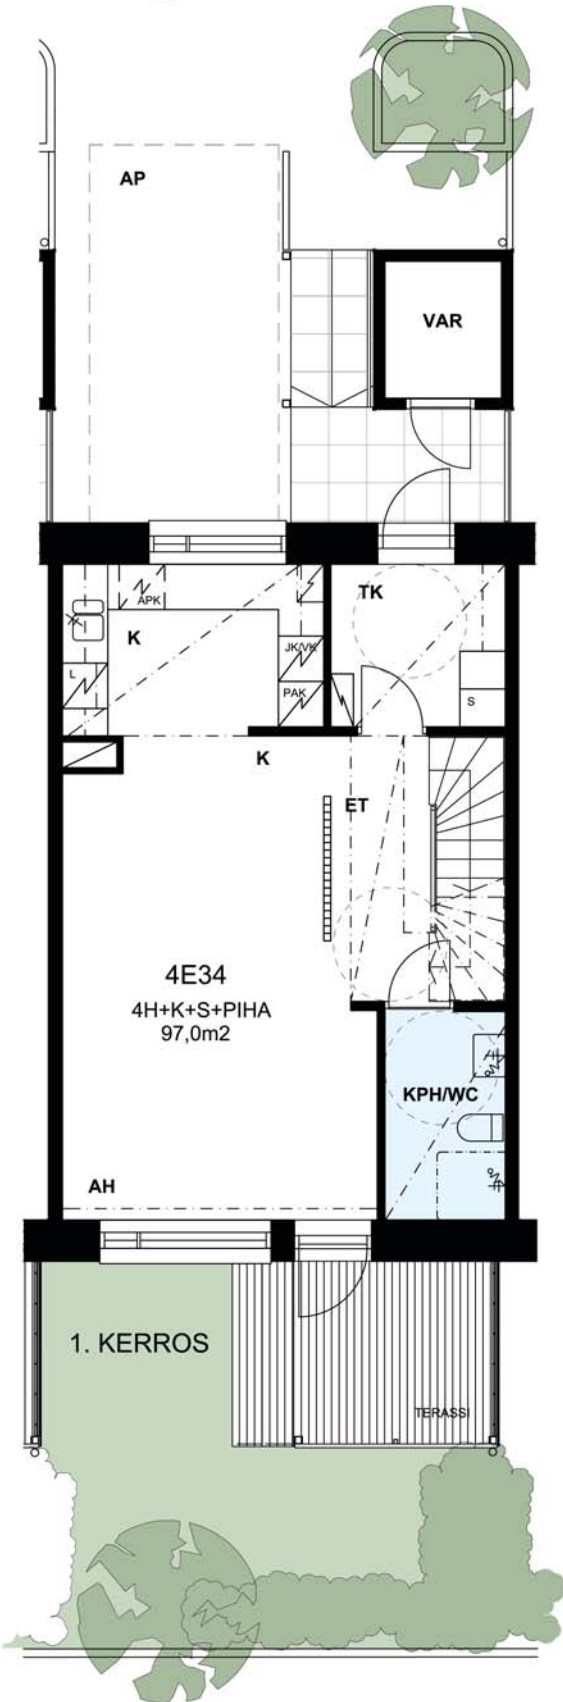 AP
VAR
TK
APK
K
JK/VK
L
PAK
S
K
ET
4E34
4H+K+S+PIHA
97,0m2
KPH/WC
AH
1. KERROS
TERASSI